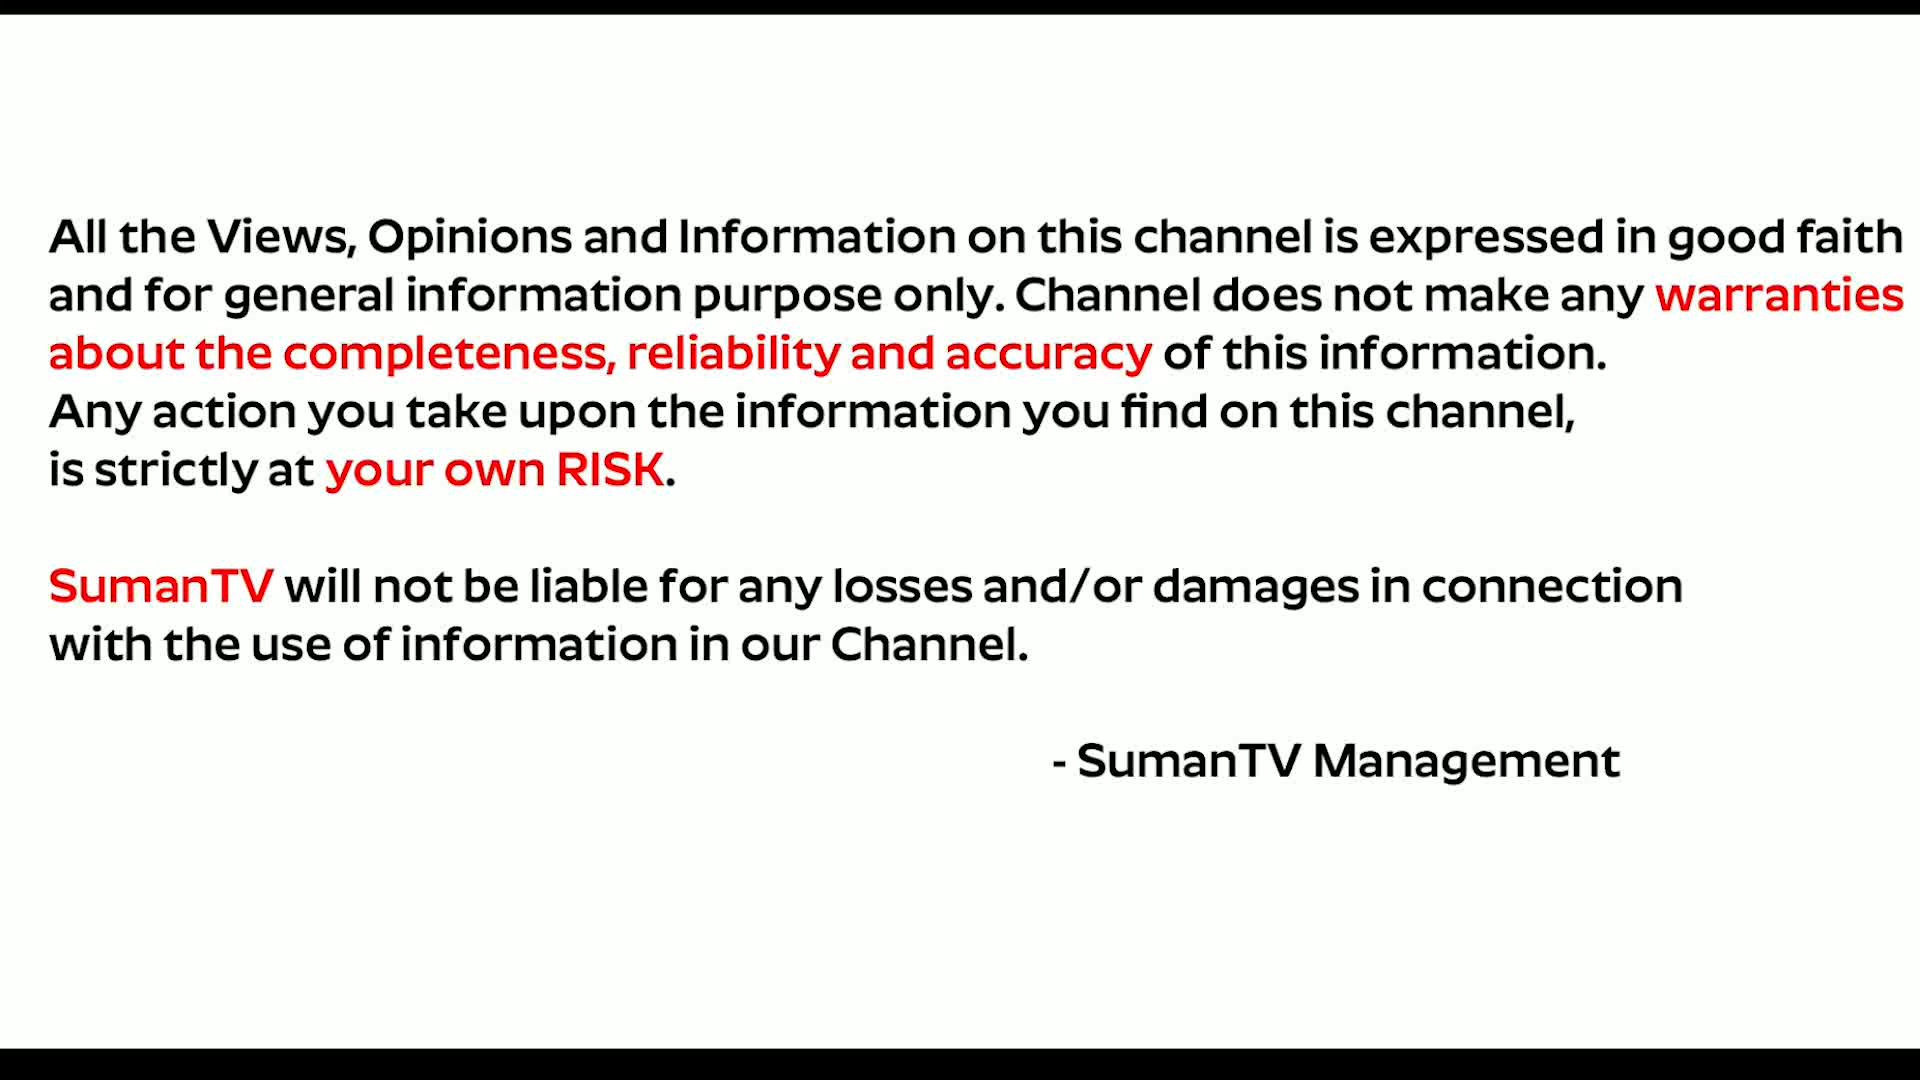 All the Views, Opinions and Information on this channel is expressed in good faith
and for general information purpose only. Channel does not make any warranties
about the completeness, reliability and accuracy of this information.
Any action you take upon the information you find on this channel,
is strictly at your own RISK.
SumanTV will not be liable for any losses and/or damages in connection
with the use of information in our Channel.
- SumanTV Management